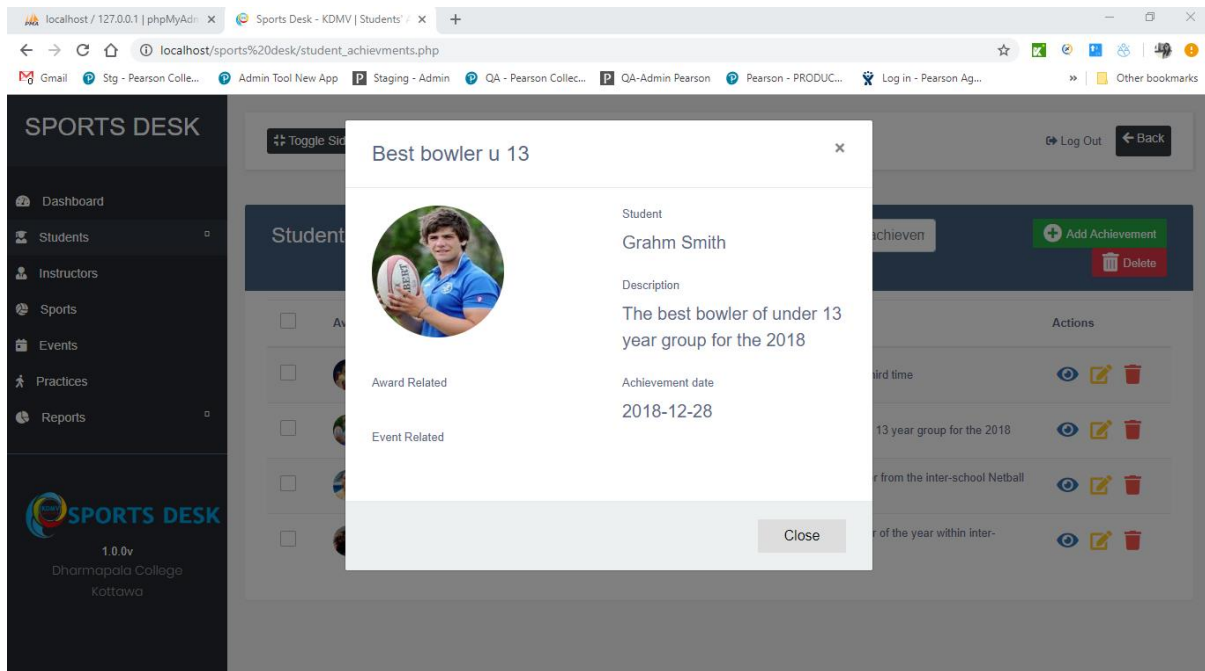 localhost / 127.0.0.1 | phpMyAdn
Sports Desk - KDMV | Students' A
localhost/sports%20desk/student_achievments.php
Gmail
Stg - Pearson Colle...
Admin Tool New App
Staging - Admin
QA - Pearson Collec...
QA-Admin Pearson
Pearson - PRODUC...
Log in - Pearson Ag...
Other bookmarks
SPORTS DESK
Toggle Sid
Log Out
Back
Best bowler u 13
Dashboard
Students
Instructors
Sports
Events
Practices
Reports
Student
achievem
Add Achievement
Delete
Student
Grahm Smith
Description
The best bowler of under 13
year group for the 2018
Award Related
Achievement date
2018-12-28
Event Related
Close
Av
Actions
hird time
13 year group for the 2018
r from the inter-school Netball
r of the year within inter-
SPORTS DESK
1.0.0v
Dharmapala College
Kottawa